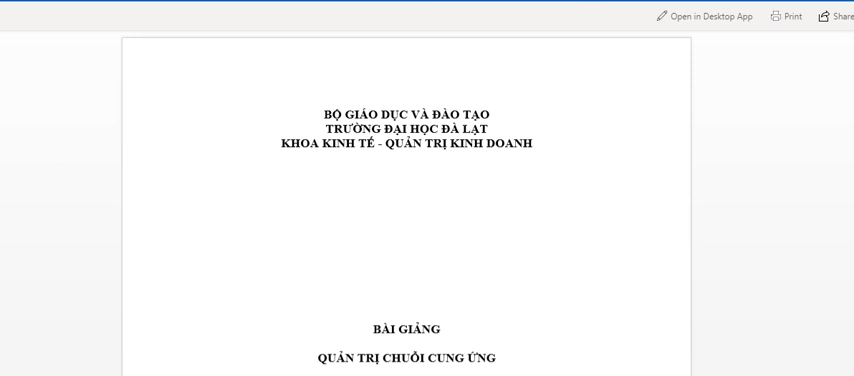 Open in Desktop App Print Share
BỘ GIÁO DỤC VÀ ĐÀO TẠO
TRƯỜNG ĐẠI HỌC ĐÀ LẠT
KHOA KINH TẾ - QUẢN TRỊ KINH DOANH
BÀI GIẢNG
QUẢN TRỊ CHUỖI CUNG ỨNG